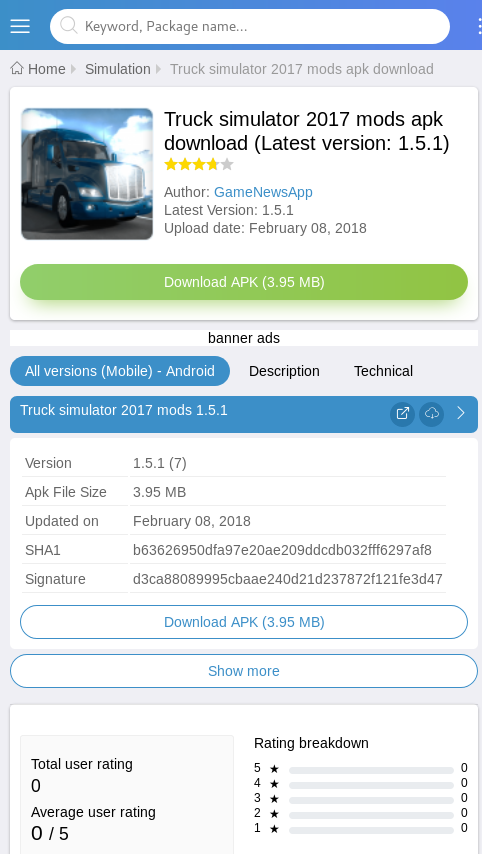 Keyword, Package name...
Home Simulation Truck simulator 2017 mods apk download
Truck simulator 2017 mods apk
download (Latest version: 1.5.1)
Author: GameNewsApp
Latest Version: 1.5.1
Upload date: February 08, 2018
Download APK (3.95 MB)
banner ads
All versions (Mobile) - Android Description Technical
Truck simulator 2017 mods 1.5.1
Version 1.5.1 (7)
Apk File Size 3.95 MB
Updated on February 08, 2018
SHA1 b63626950dfa97e20ae209ddcdb032fff6297af8
Signature d3ca88089995cbaae240d21d237872f121fe3d47
Download APK (3.95 MB)
Show more
Rating breakdown
5 ★ 0
4 ★ 0
3 ★ 0
2 ★ 0
1 ★ 0
Total user rating
0
Average user rating
0 / 5